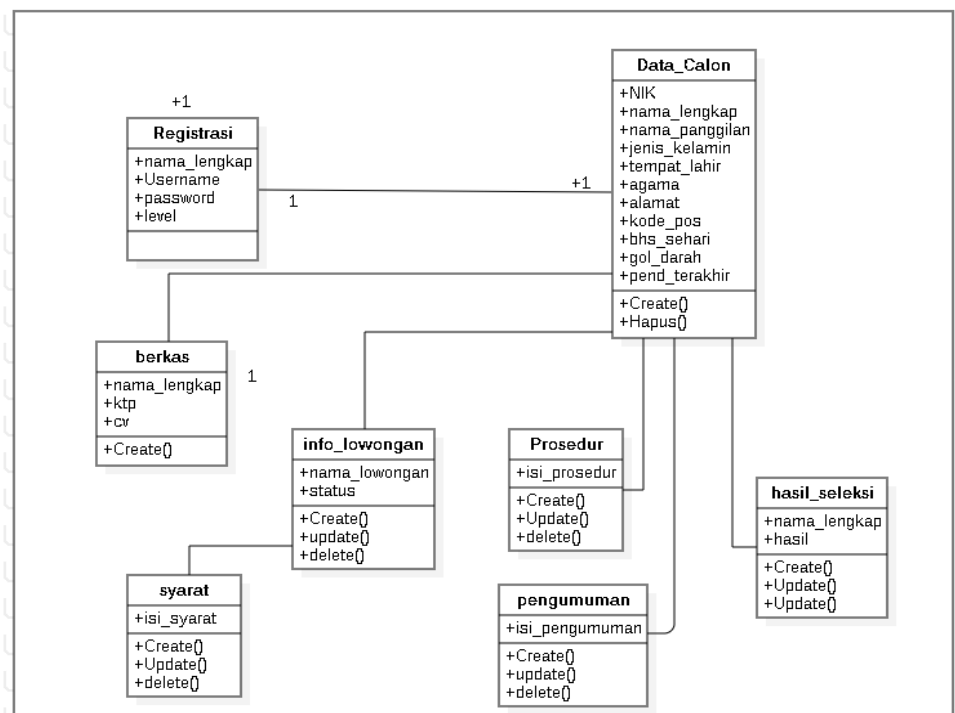 +1
Registrasi
+nama_lengkap
+Username
+password
+level
1
+1
Data_Calon
+NIK
+nama_lengkap
+nama_panggilan
+jenis_kelamin
+tempat_lahir
+agama
+alamat
+kode_pos
+bhs_sehari
+gol_darah
+pend_terakhir
+Create()
+Hapus()
berkas
+nama_lengkap
+ktp
+cv
+Create()
1
info_lowongan
+nama_lowongan
+status
+Create()
+update()
+delete()
Prosedur
+isi_prosedur
+Create()
+Update()
+delete()
hasil_seleksi
+nama_lengkap
+hasil
+Create()
+Update()
+Update()
syarat
+isi_syarat
+Create()
+Update()
+delete()
pengumuman
+isi_pengumuman
+Create()
+update()
+delete()